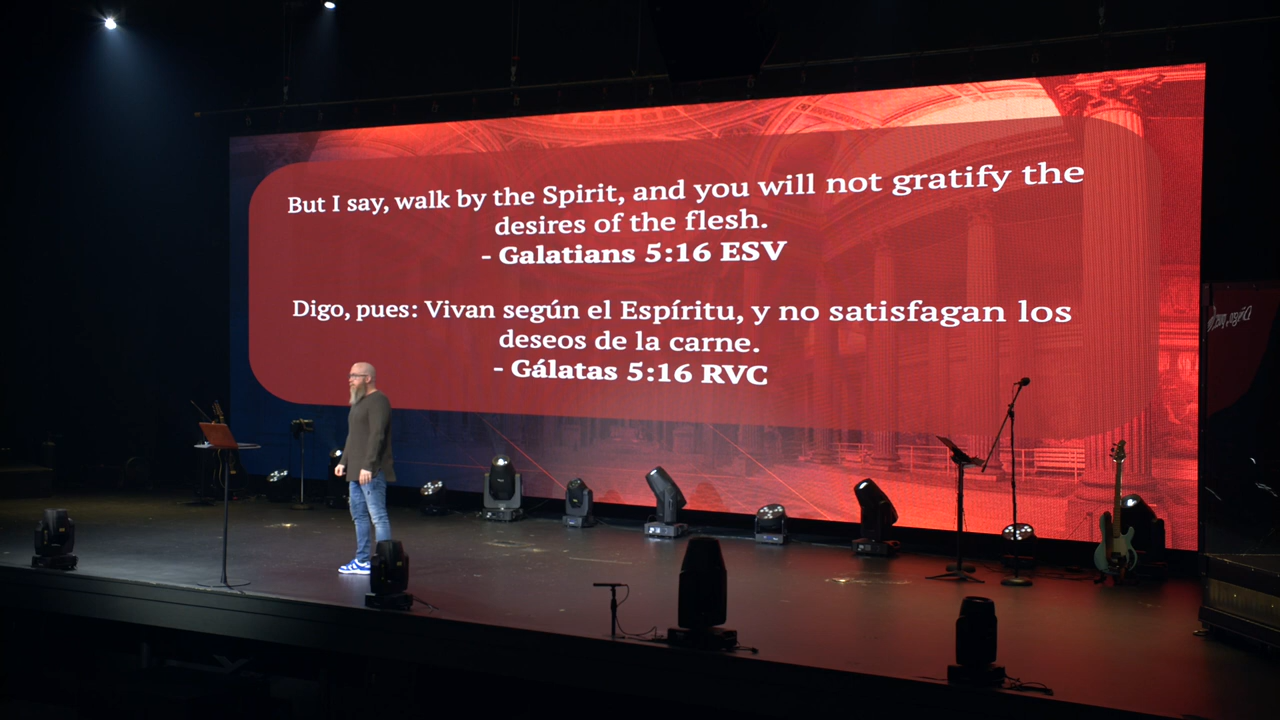 But I say, walk by the Spirit, and you will not gratify the
desires of the flesh.
- Galatians 5:16 ESV
Digo, pues: Vivan según el Espíritu, y no satisfagan los
deseos de la carne.
- Gálatas 5:16 RVC